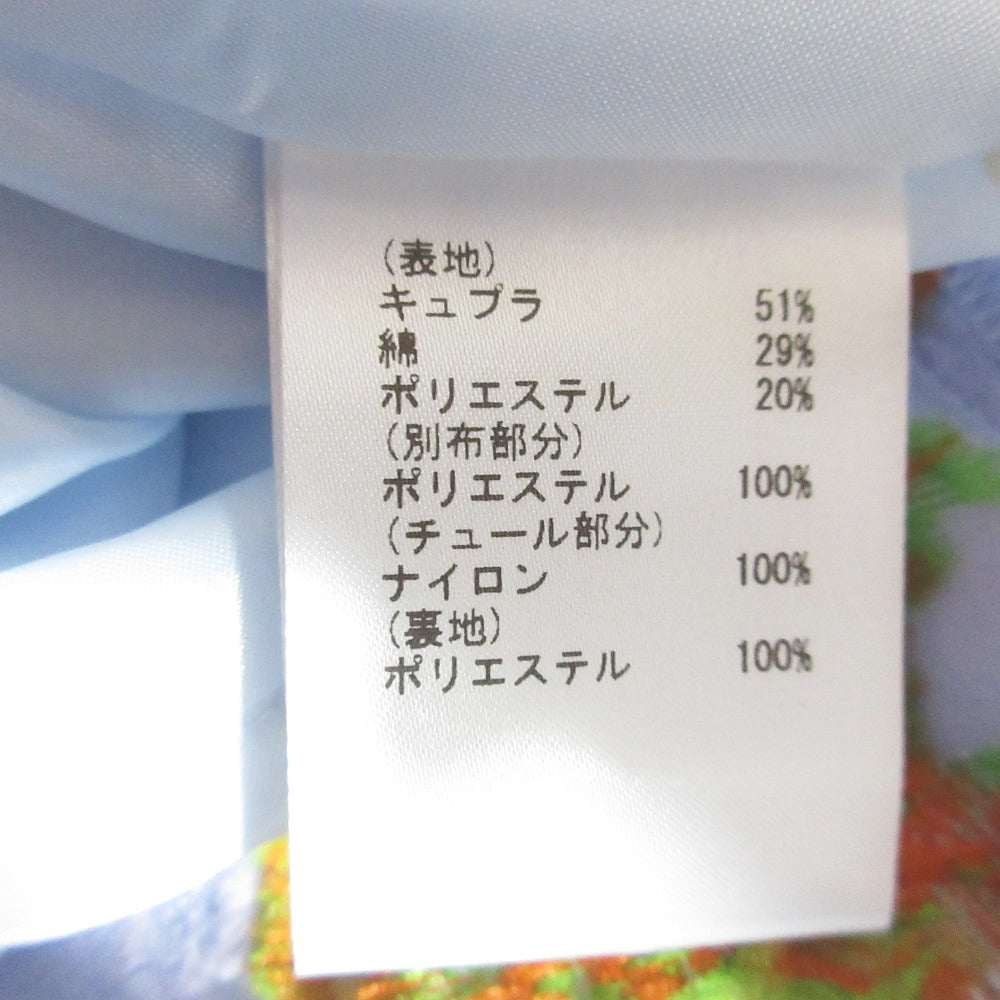 (表地)
キュプラ 51%
綿 29%
ポリエステル 20%
(別布部分)
ポリエステル 100%
(チュール部分)
ナイロン 100%
(裏地)
ポリエステル 100%